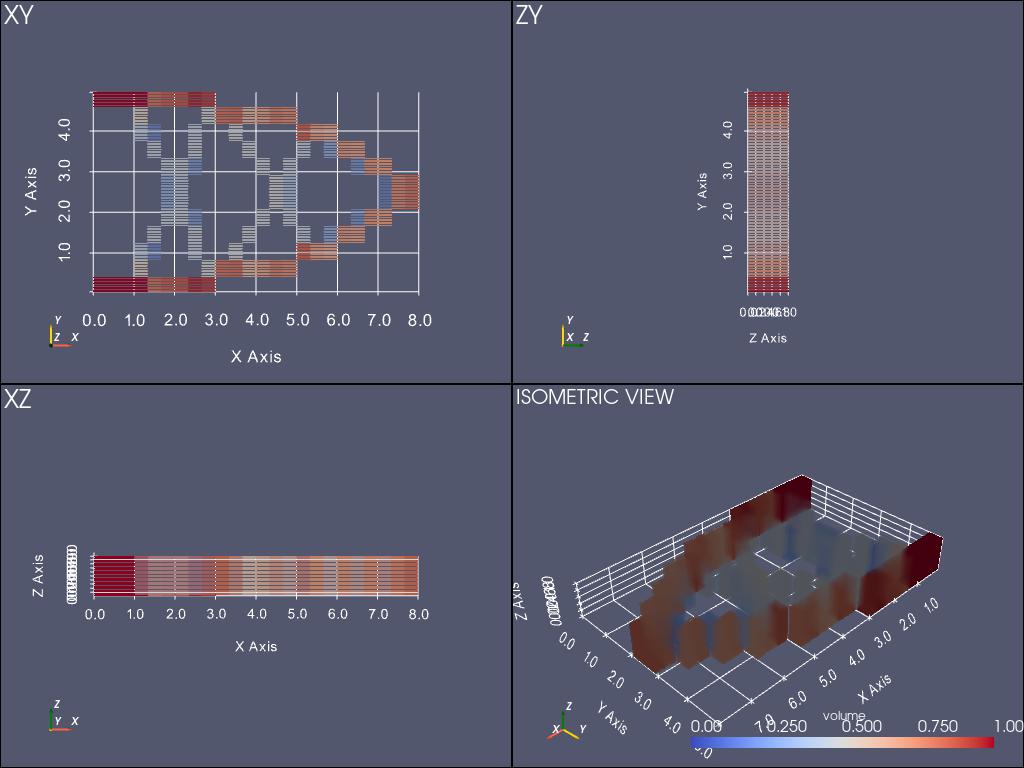 XY
4.0
3.0
2.0
1.0
Y Axis
0.0 1.0 2.0 3.0 4.0 5.0 6.0 7.0 8.0
X Axis
Y
Z X
ZY
4.0
3.0
2.0
1.0
Y Axis
Z Axis
Y
X Z
XZ
Z Axis
0.0 1.0 2.0 3.0 4.0 5.0 6.0 7.0 8.0
X Axis
Z
Y X
ISOMETRIC VIEW
Z Axis
0.0
1.0
2.0
3.0
4.0
Y Axis
1.0
2.0
3.0
4.0
5.0
6.0
X Axis
volume
0.00 0.250 0.500 0.750 1.00
Z
X Y